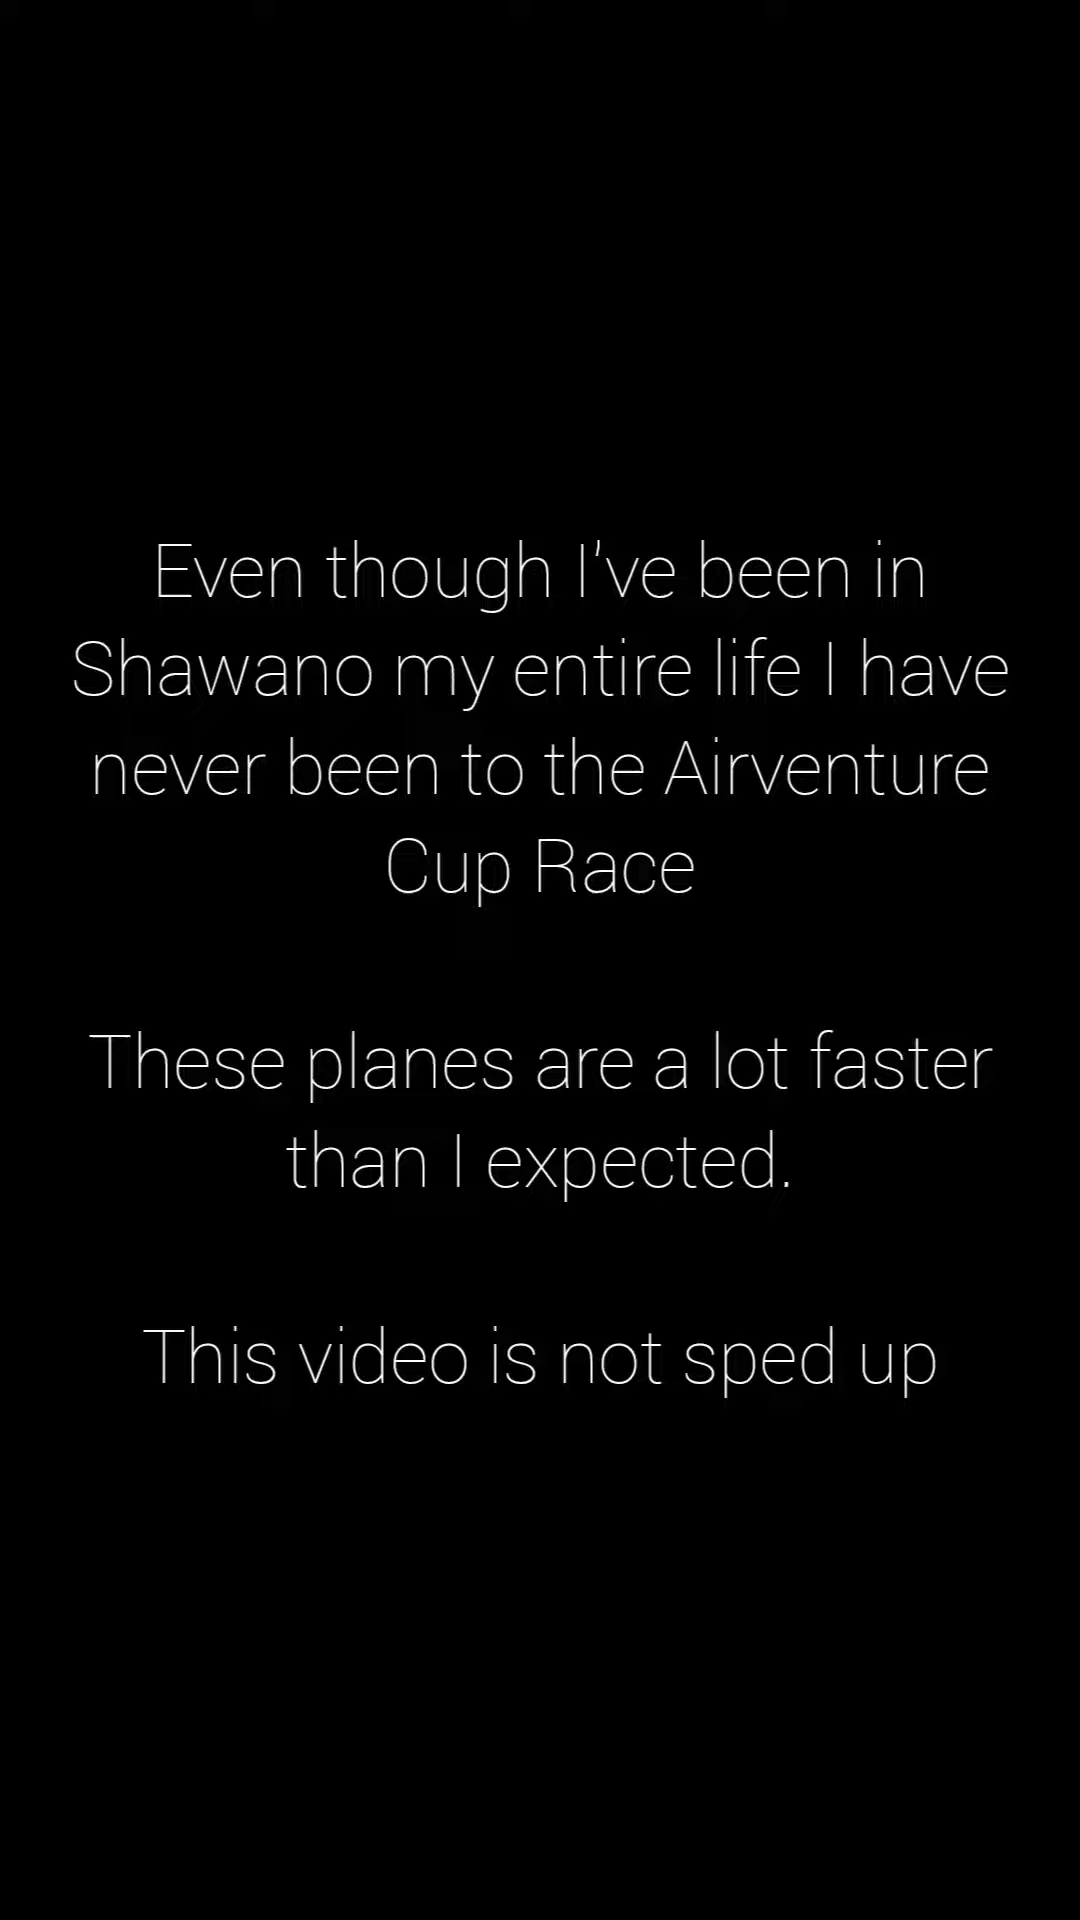 Even though I've been in
Shawano my entire life I have
never been to the Airventure
Cup Race
These planes are a lot faster
than I expected.
This video is not sped up